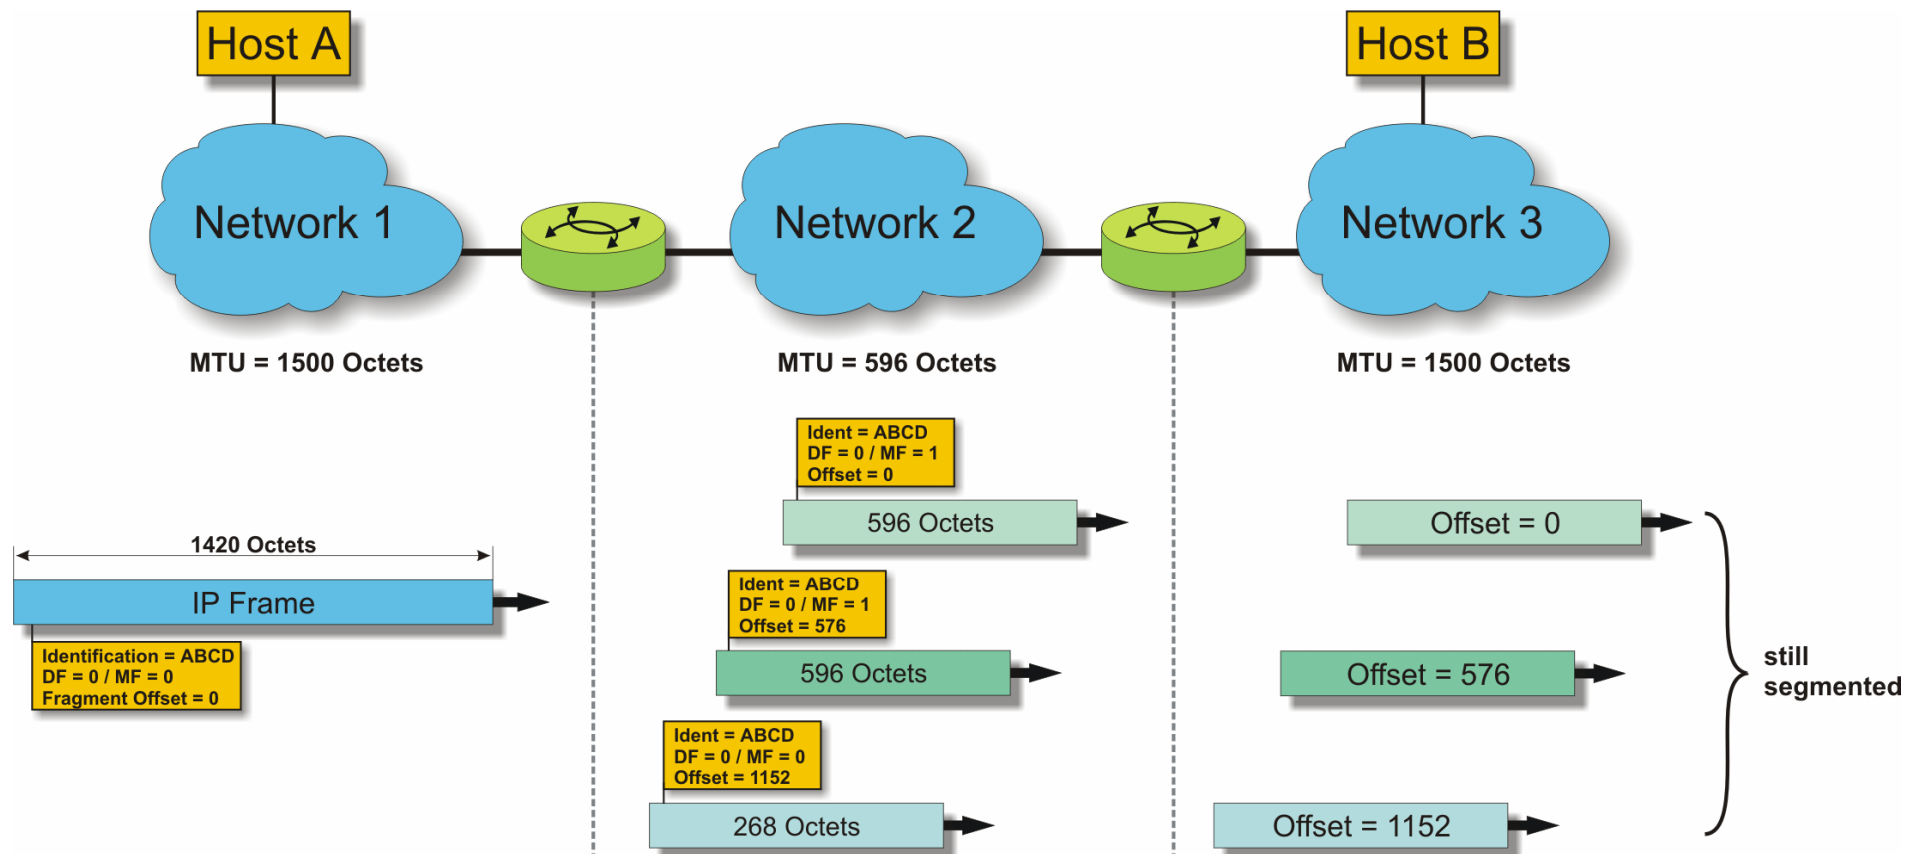 Host A
Host B
Network 1
Network 2
Network 3
MTU = 1500 Octets
MTU = 596 Octets
MTU = 1500 Octets
Ident = ABCD
DF = 0 / MF = 1
Offset = 0
596 Octets
Offset = 0
1420 Octets
IP Frame
Identification = ABCD
DF = 0 / MF = 0
Fragment Offset = 0
Ident = ABCD
DF = 0 / MF = 1
Offset = 576
596 Octets
Offset = 576
still
segmented
Ident = ABCD
DF = 0 / MF = 0
Offset = 1152
268 Octets
Offset = 1152